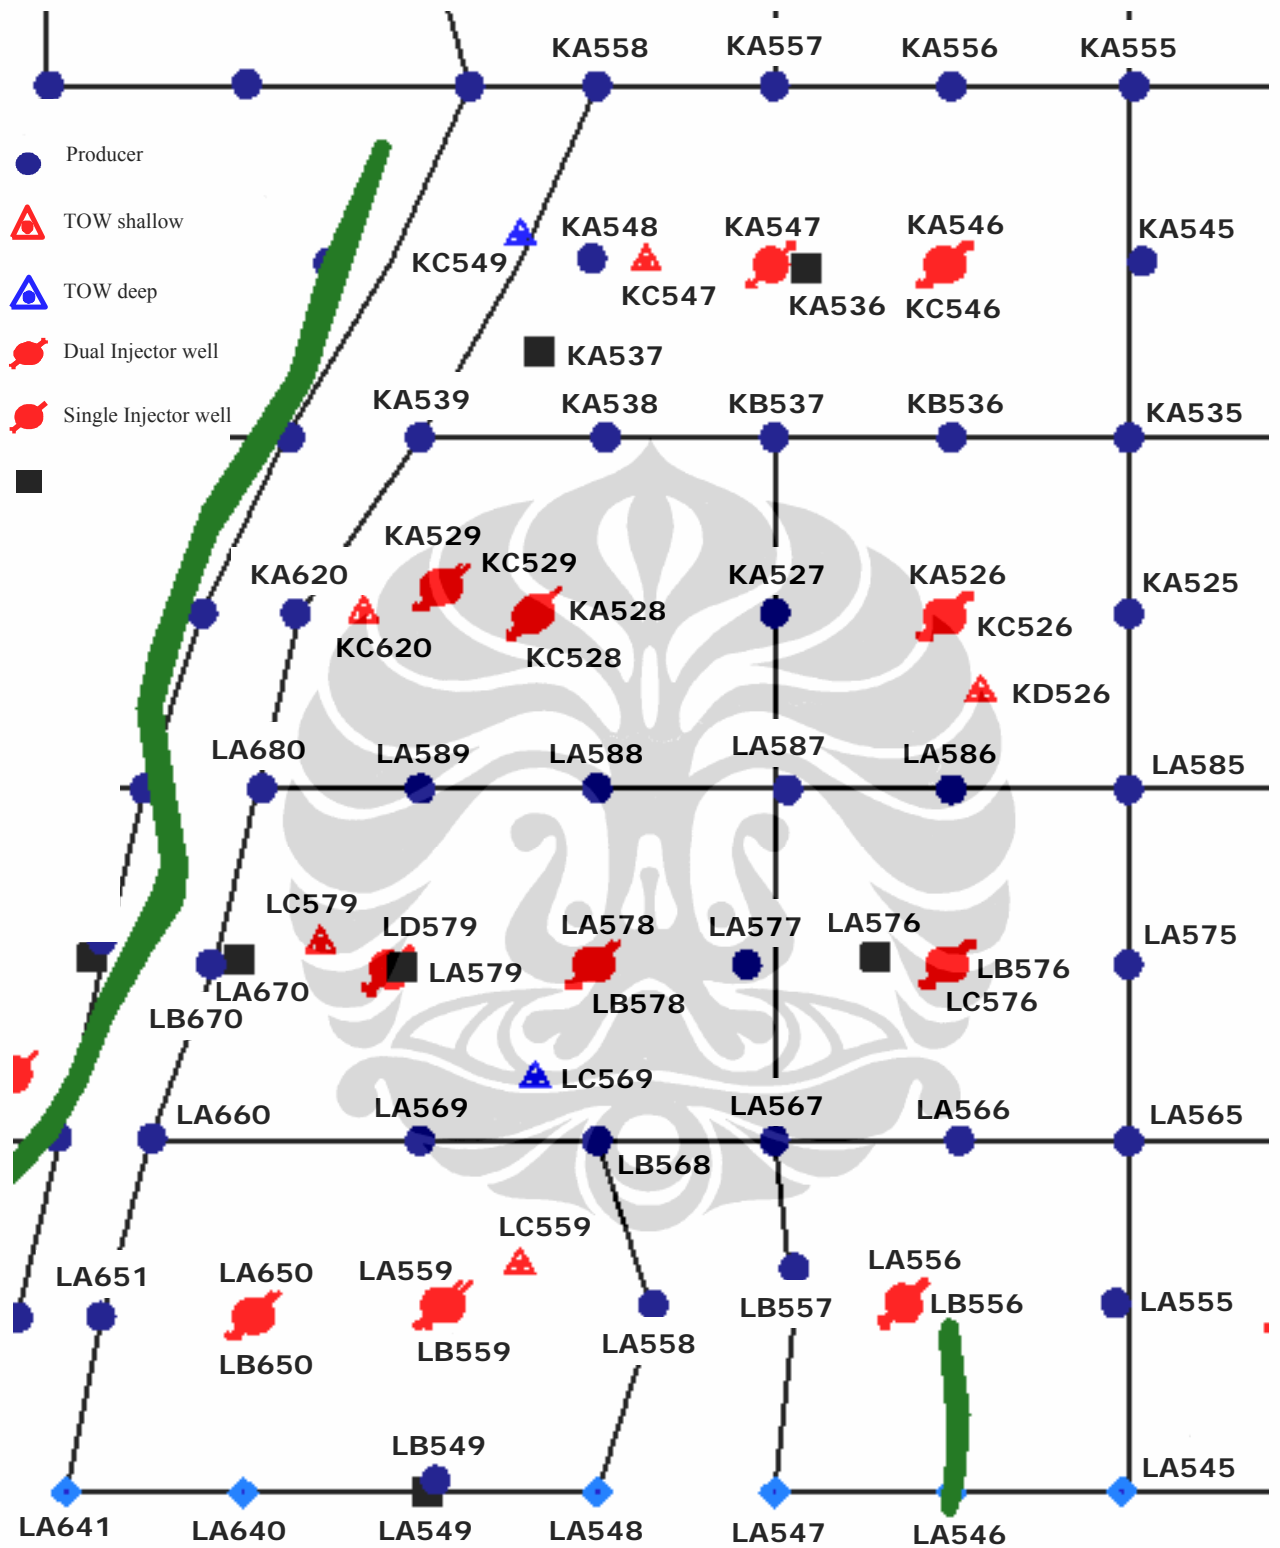 KA558 KA557 KA556 KA555
Producer
TOW shallow
TOW deep
Dual Injector well
Single Injector well
KC549 KA548 KA547 KA546 KA545
KC547 KA536 KC546
KA537
KA539 KA538 KB537 KB536 KA535
KA529
KC529
KA620 KA528 KA527 KA526 KA525
KC620 KC528 KC526
KD526
LA680 LA589 LA588 LA587 LA586 LA585
LC579 LD579 LA578 LA577 LA576 LA575
LA579 LB576
LA670 LB578 LC576
LB670
LC569
LA660 LA569 LA567 LA566 LA565
LB568
LC559
LA651 LA650 LA559 LA556
LB557 LB556 LA555
LB650 LB559 LA558
LB549 LA545
LA641 LA640 LA549 LA548 LA547 LA546